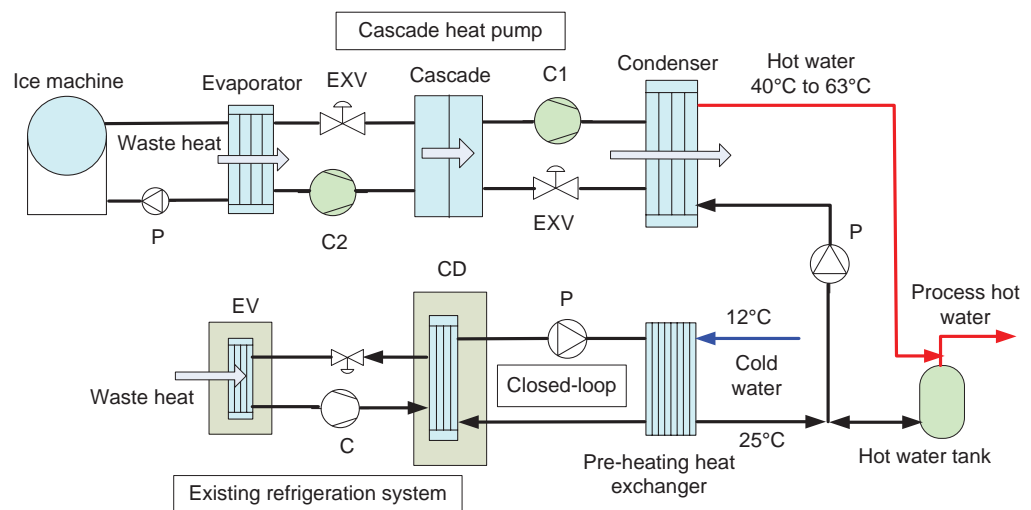 Cascade heat pump
Ice machine
Evaporator
EXV
Cascade
C1
Condenser
Hot water
40°C to 63°C
Waste heat
P
C2
EXV
P
CD
EV
P
12°C
Process hot
water
Cold
water
Waste heat
Closed-loop
C
25°C
Pre-heating heat
exchanger
Hot water tank
Existing refrigeration system